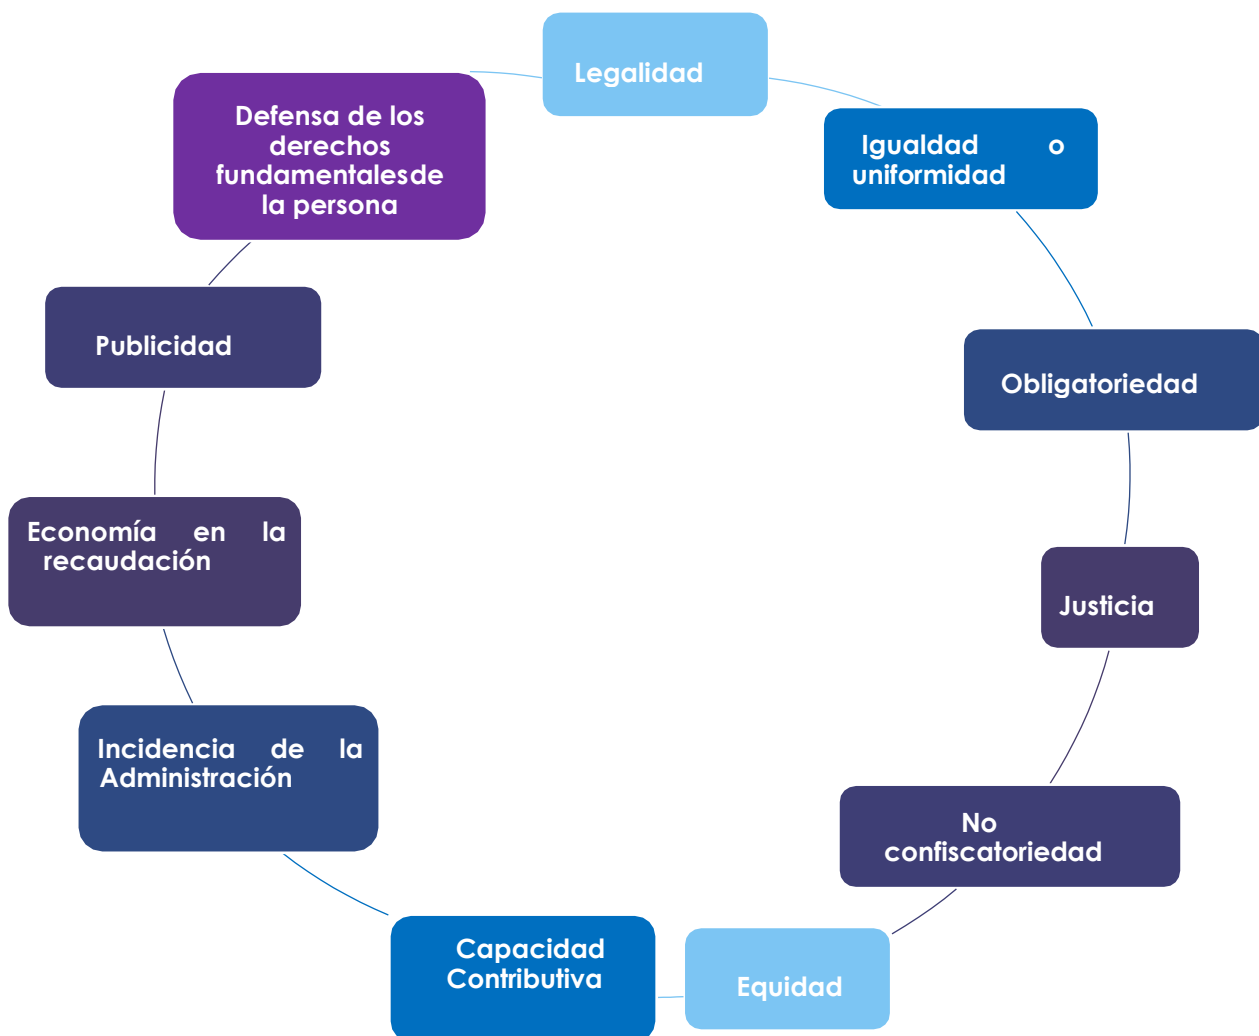 Legalidad
Igualdad o
uniformidad
Obligatoriedad
Justicia
No
confiscatoriedad
Equidad
Capacidad
Contributiva
Incidencia de la
Administración
Economía en la
recaudación
Publicidad
Defensa de los
derechos
fundamentalesde
la persona